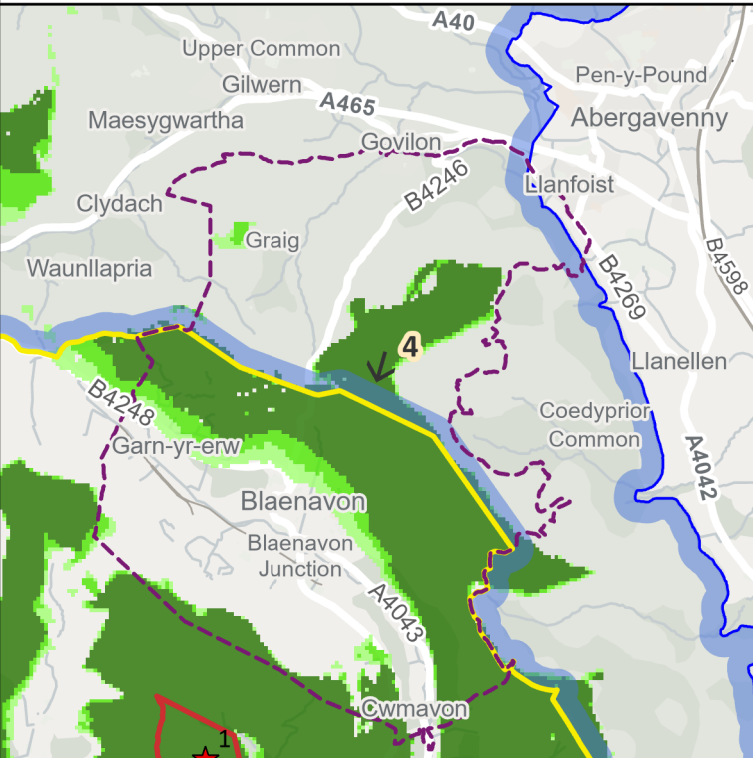 A40
Upper Common
Pen-y-Pound
Gilwern
A465
Maesygwartha
Abergavenny
Govilon
B4246
Llanfoist
Clydach
Graig
B4598
Waunllapria
B4269
4
Llanellen
B4248
Coedyprior
Common
Garn-yr-erw
A4042
Blaenavon
Blaenavon
Junction
A4043
Cwmavon
1